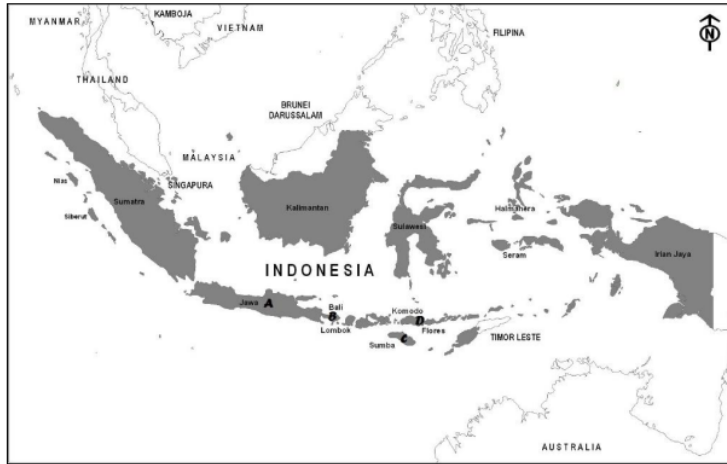 MYANMAR
KAMBOJA
VIETNAM
FILIPINA
N
THAILAND
BRUNEI
DARUSSALAM
MALAYSIA
SINGAPURA
Nias
Siberut
Sumatra
Kalimantan
Sulawesi
Halmahera
Seram
Irian Jaya
INDONESIA
Jawa A
Bali
B
Lombok
Komodo
D
Flores
Sumba
C
TIMOR LESTE
AUSTRALIA